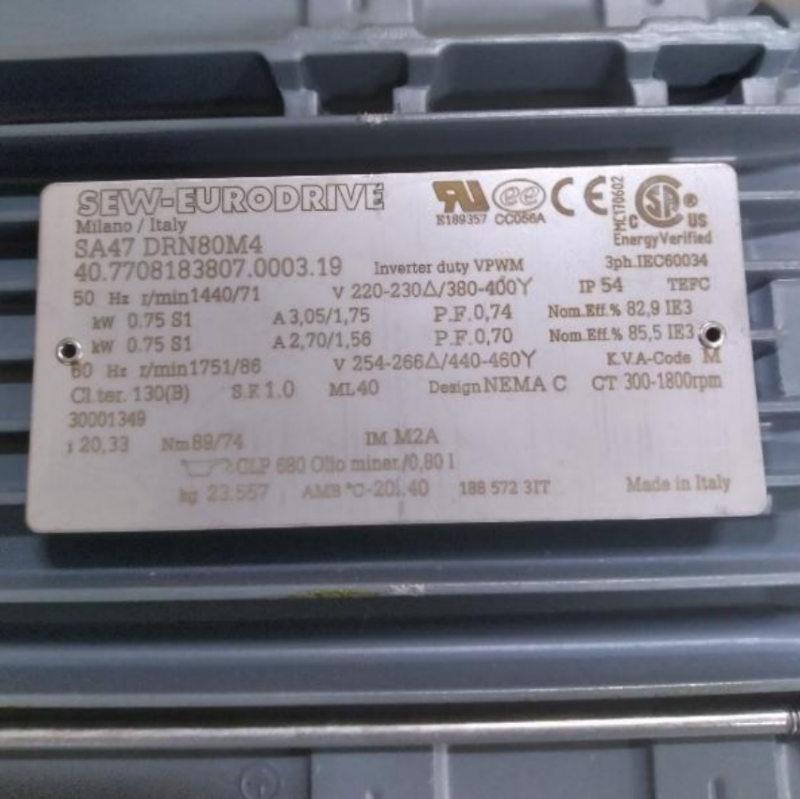 SEW-EURODRIVE
Milano / Italy
E189357 CC056A
EMC170602
C US
EnergyVerified
SA47 DRN80M4
40.7708183807.0003.19 Inverter duty VPWM 3ph.IEC60034
50 Hz r/min1440/71 V 220-230Δ/380-400Y IP 54 TEFC
kW 0.75 S1 A 3,05/1,75 P.F.0,74 Nom.Eff.% 82,9 IE3
kW 0.75 S1 A 2,70/1,56 P.F.0,70 Nom.Eff.% 85,5 IE3
60 Hz r/min1751/86 V 254-266Δ/440-460Y K.V.A-Code M
Cl.ter. 130(B) S.F.1.0 ML40 Design NEMA C CT 300-1800rpm
30001349
i 20,33 Nm89/74 IM M2A
CLP 680 Olio miner./0,80 l
kg 23.557 AMB °C-20..40 188 572 3IT Made in Italy